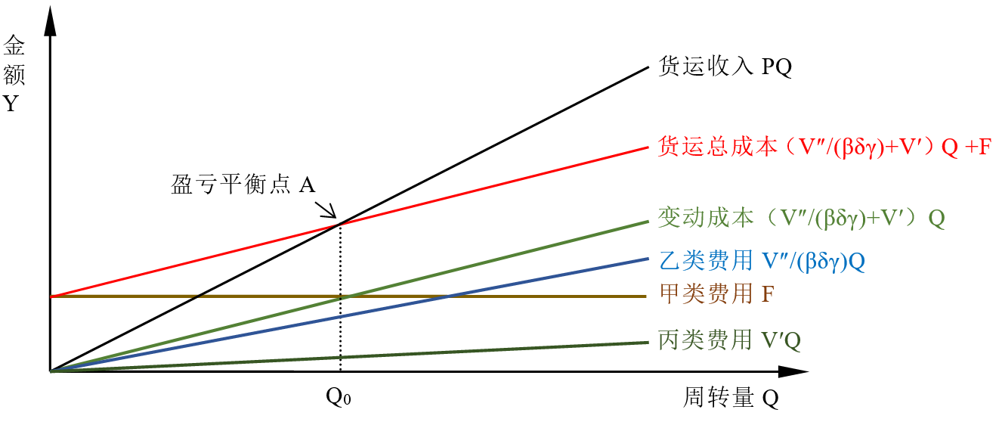 金
额
Y
货运收入 PQ
货运总成本（V″/(βδγ)+V′）Q +F
盈亏平衡点 A
变动成本（V″/(βδγ)+V′）Q
乙类费用 V″/(βδγ)Q
甲类费用 F
丙类费用 V′Q
Q₀
周转量 Q